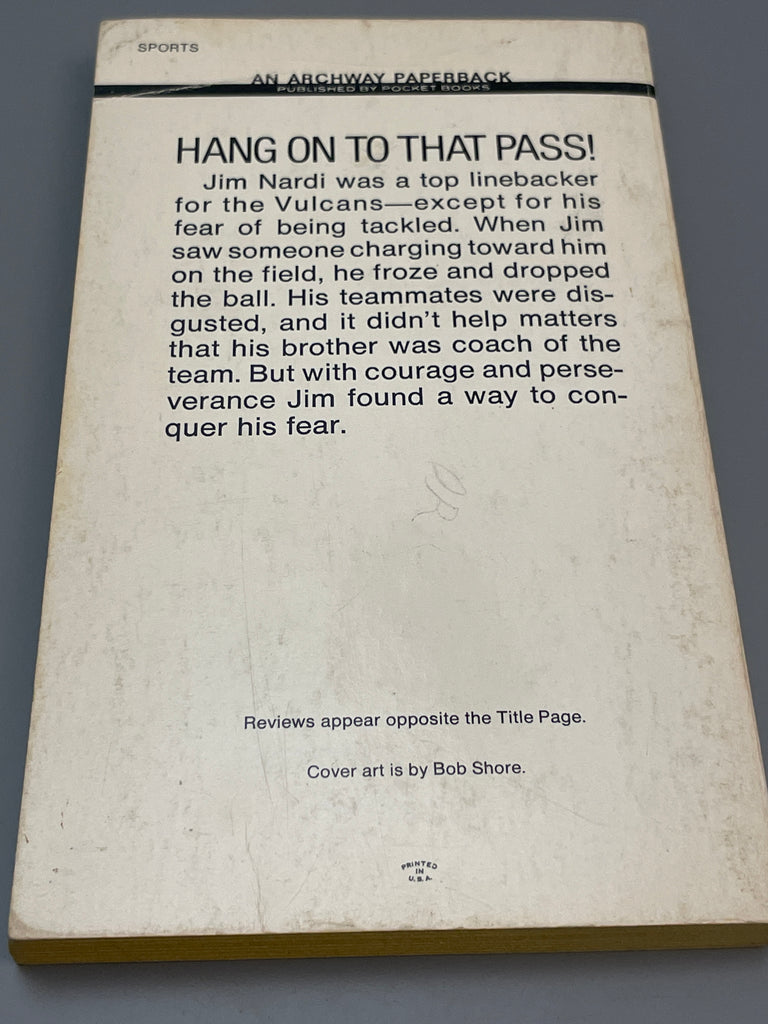 SPORTS
AN ARCHWAY PAPERBACK
PUBLISHED BY POCKET BOOKS
HANG ON TO THAT PASS!
Jim Nardi was a top linebacker
for the Vulcans—except for his
fear of being tackled. When Jim
saw someone charging toward him
on the field, he froze and dropped
the ball. His teammates were dis-
gusted, and it didn't help matters
that his brother was coach of the
team. But with courage and perse-
verance Jim found a way to con-
quer his fear.
Reviews appear opposite the Title Page.
Cover art is by Bob Shore.
PRINTED
IN
U.S.A.